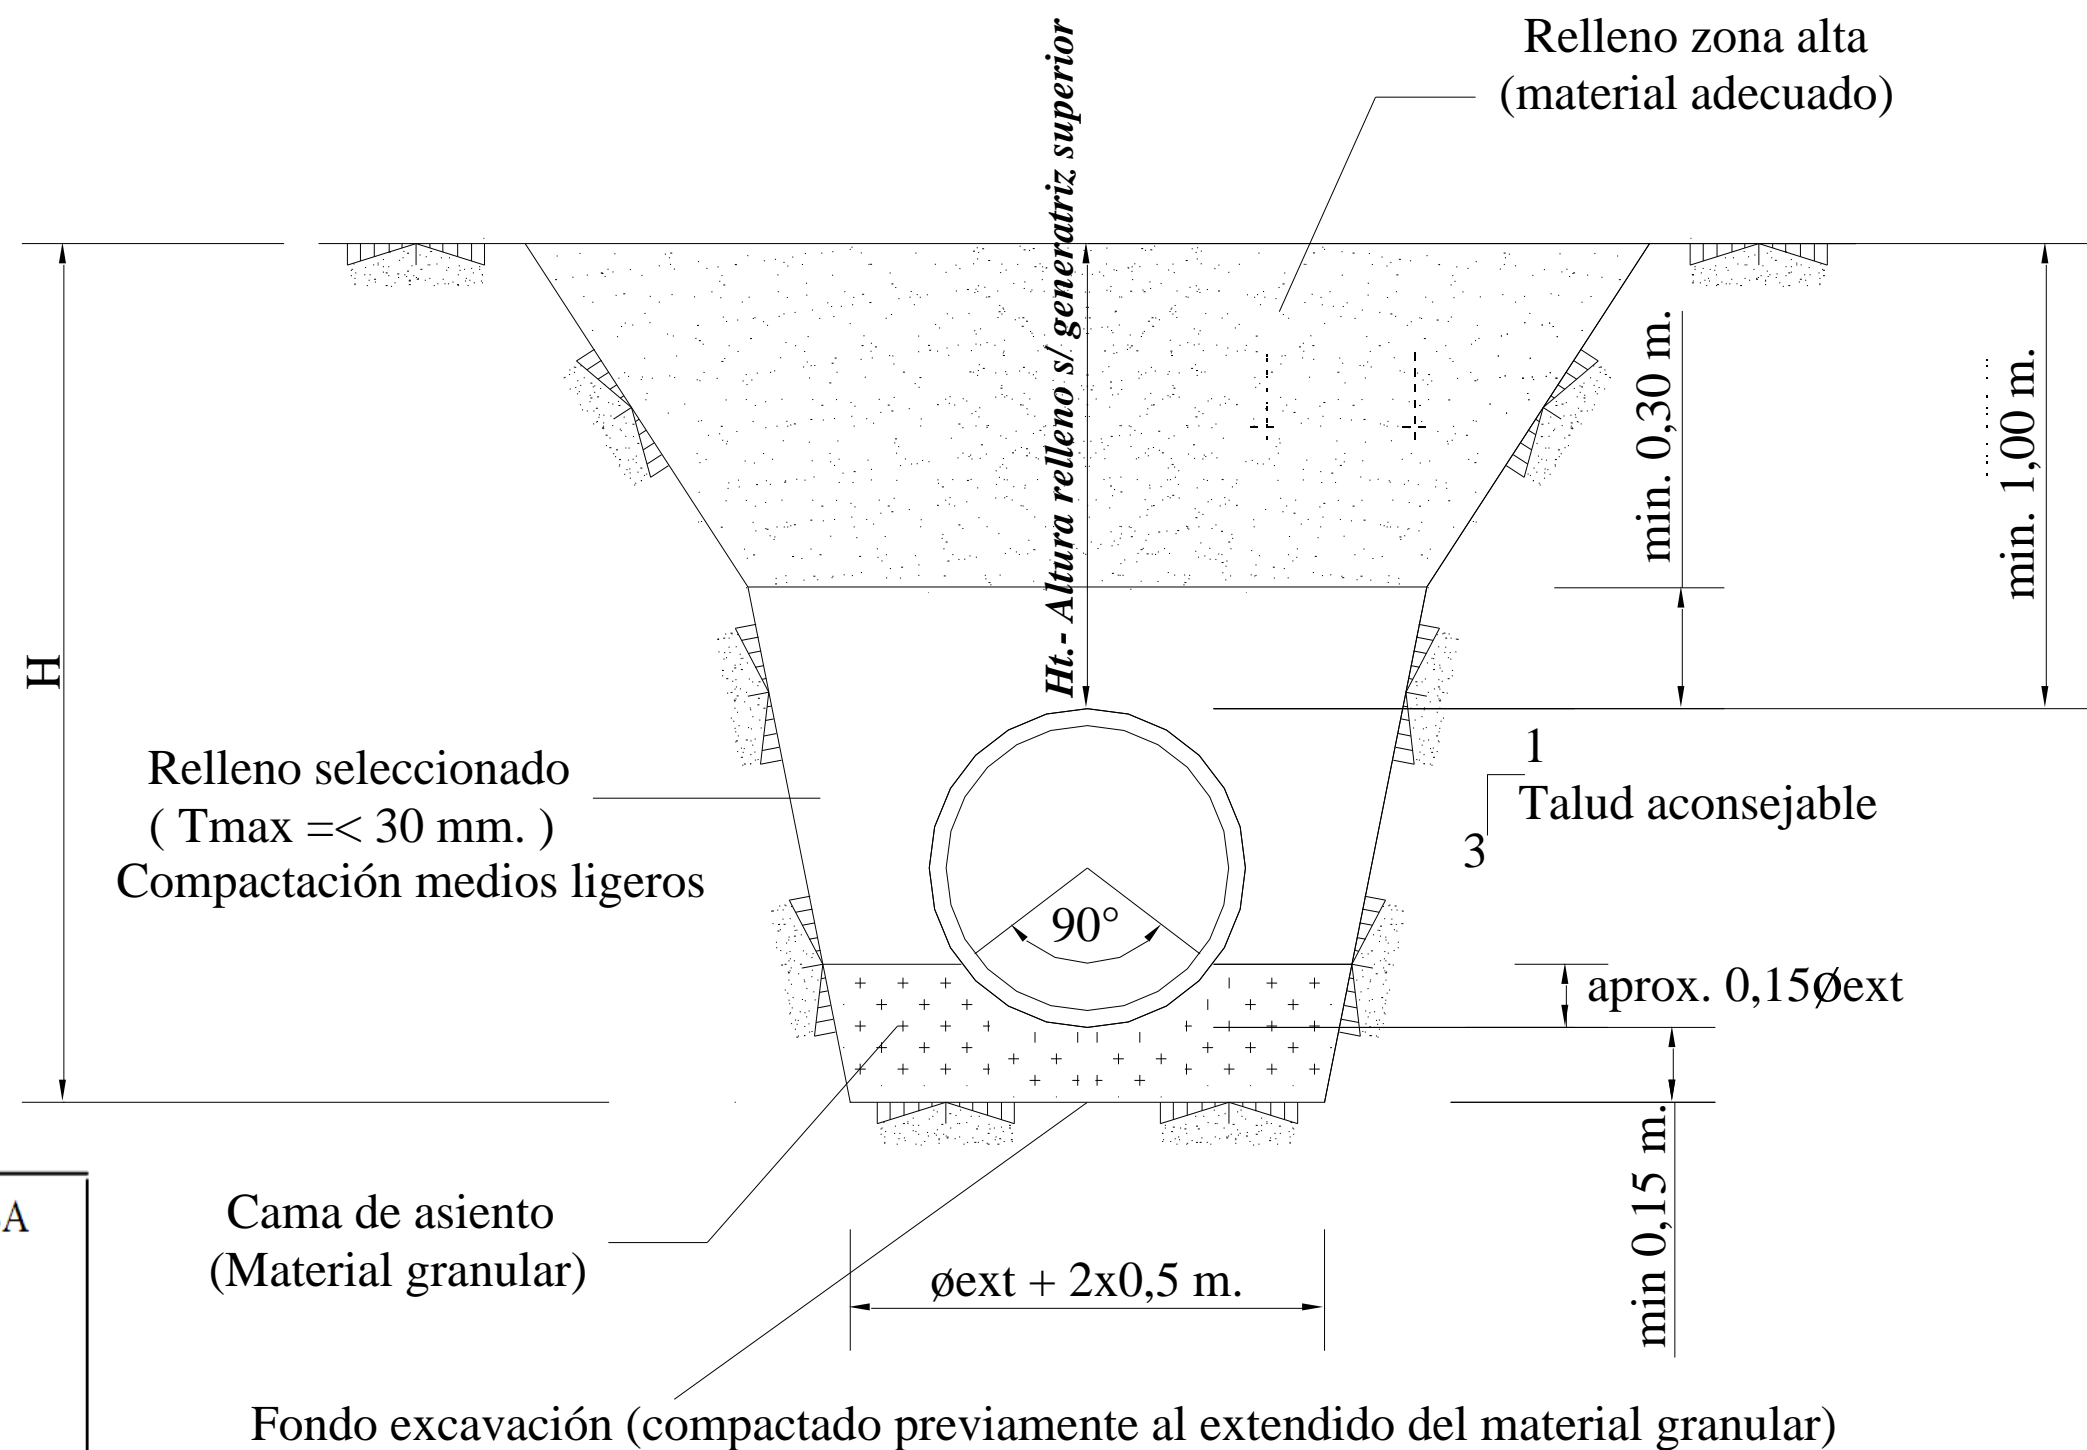 Relleno zona alta
(material adecuado)
Ht.- Altura relleno s/ generatriz superior
min. 0,30 m.
min. 1,00 m.
H
Relleno seleccionado
( Tmax =< 30 mm. )
Compactación medios ligeros
1
Talud aconsejable
3
90°
aprox. 0,15Øext
min 0,15 m.
A
Cama de asiento
(Material granular)
øext + 2x0,5 m.
Fondo excavación (compactado previamente al extendido del material granular)